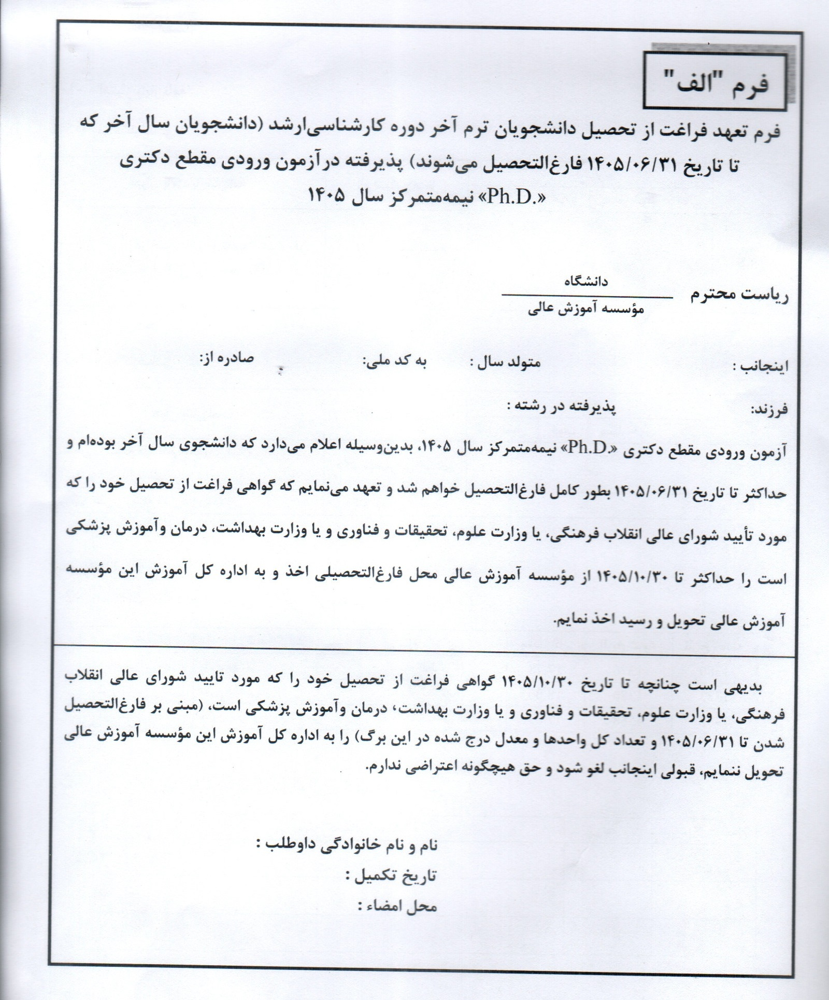 فرم "الف"
فرم تعهد فراغت از تحصیل دانشجویان ترم آخر دوره کارشناسی‌ارشد (دانشجویان سال آخر که
تا تاریخ ۱۴۰۵/۰۶/۳۱ فارغ‌التحصیل می‌شوند) پذیرفته درآزمون ورودی مقطع دکتری
«Ph.D.» نیمه‌متمرکز سال ۱۴۰۵
ریاست محترم
دانشگاه
مؤسسه آموزش عالی
اینجانب : متولد سال : به کد ملی: صادره از:
فرزند: پذیرفته در رشته :
آزمون ورودی مقطع دکتری «Ph.D.» نیمه‌متمرکز سال ۱۴۰۵، بدین‌وسیله اعلام می‌دارد که دانشجوی سال آخر بوده‌ام و
حداکثر تا تاریخ ۱۴۰۵/۰۶/۳۱ بطور کامل فارغ‌التحصیل خواهم شد و تعهد می‌نمایم که گواهی فراغت از تحصیل خود را که
مورد تأیید شورای عالی انقلاب فرهنگی، یا وزارت علوم، تحقیقات و فناوری و یا وزارت بهداشت، درمان وآموزش پزشکی
است را حداکثر تا ۱۴۰۵/۱۰/۳۰ از مؤسسه آموزش عالی محل فارغ‌التحصیلی اخذ و به اداره کل آموزش این مؤسسه
آموزش عالی تحویل و رسید اخذ نمایم.
بدیهی است چنانچه تا تاریخ ۱۴۰۵/۱۰/۳۰ گواهی فراغت از تحصیل خود را که مورد تایید شورای عالی انقلاب
فرهنگی، یا وزارت علوم، تحقیقات و فناوری و یا وزارت بهداشت، درمان وآموزش پزشکی است، (مبنی بر فارغ‌التحصیل
شدن تا ۱۴۰۵/۰۶/۳۱ و تعداد کل واحدها و معدل درج شده در این برگ) را به اداره کل آموزش این مؤسسه آموزش عالی
تحویل ننمایم، قبولی اینجانب لغو شود و حق هیچگونه اعتراضی ندارم.
نام و نام خانوادگی داوطلب :
تاریخ تکمیل :
محل امضاء :